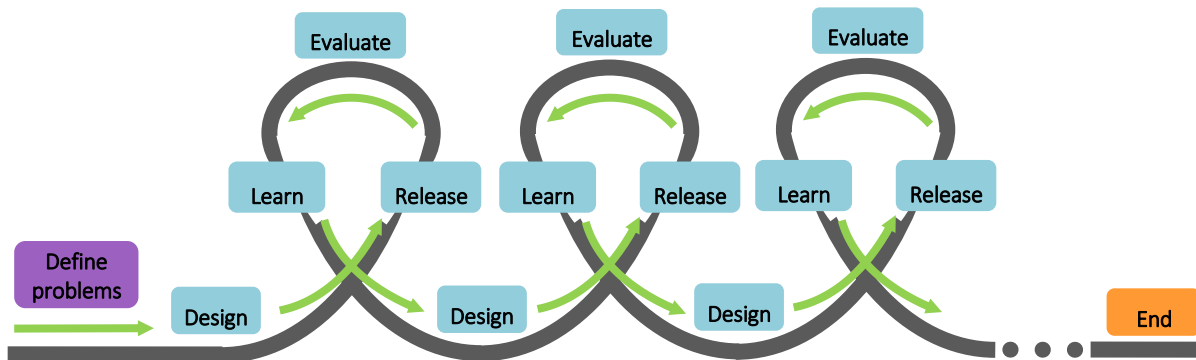 Evaluate
Evaluate
Evaluate
Learn
Release
Learn
Release
Learn
Release
Define
problems
Design
Design
Design
End